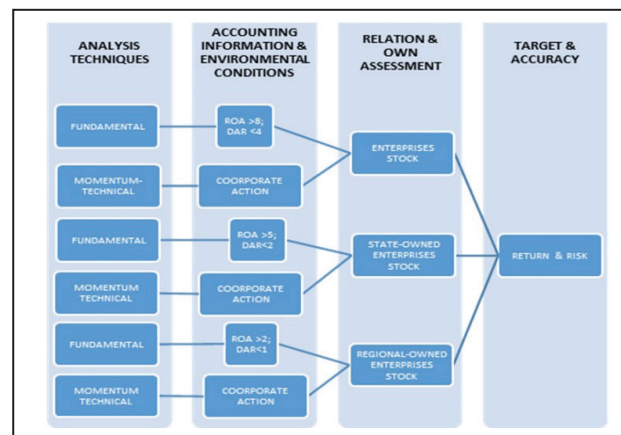 ANALYSIS
TECHNIQUES
ACCOUNTING
INFORMATION &
ENVIRONMENTAL
CONDITIONS
RELATION &
OWN
ASSESSMENT
TARGET &
ACCURACY
FUNDAMENTAL
ROA >8;
DAR <4
MOMENTUM-
TECHNICAL
COORPORATE
ACTION
ENTERPRISES
STOCK
FUNDAMENTAL
ROA >5;
DAR<2
MOMENTUM
TECHNICAL
COORPORATE
ACTION
STATE-OWNED
ENTERPRISES
STOCK
RETURN & RISK
FUNDAMENTAL
ROA >2;
DAR<1
MOMENTUM
TECHNICAL
COORPORATE
ACTION
REGIONAL-OWNED
ENTERPRISES
STOCK